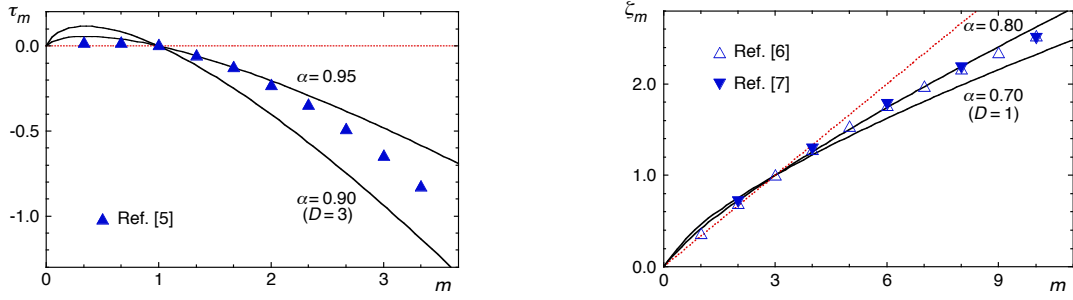 τm
0.0
-0.5
-1.0
α = 0.95
α = 0.90
(D = 3)
Ref. [5]
0
1
2
3
m
ζm
2.0
1.0
0.0
Ref. [6]
Ref. [7]
α = 0.80
α = 0.70
(D = 1)
0
3
6
9
m